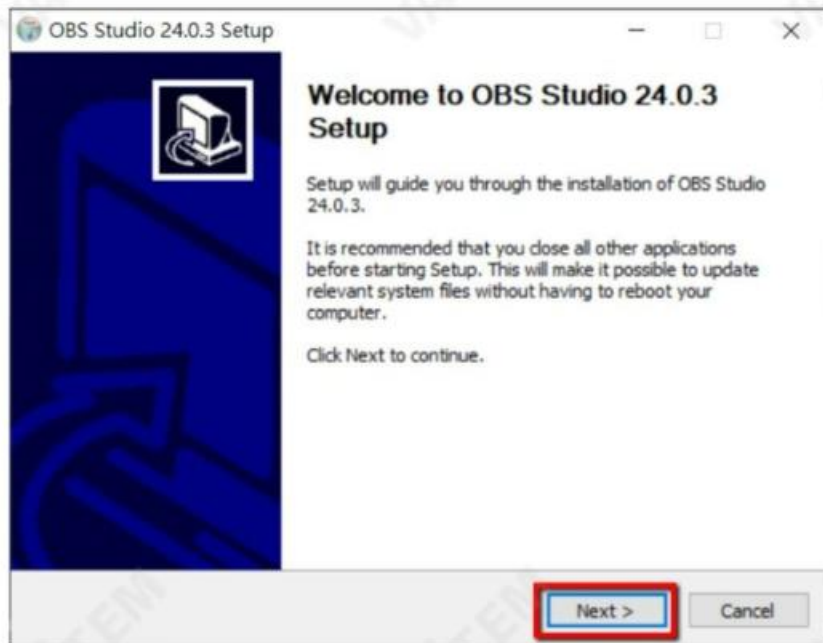 OBS Studio 24.0.3 Setup
Welcome to OBS Studio 24.0.3
Setup
Setup will guide you through the installation of OBS Studio
24.0.3.
It is recommended that you close all other applications
before starting Setup. This will make it possible to update
relevant system files without having to reboot your
computer.
Click Next to continue.
Next >
Cancel